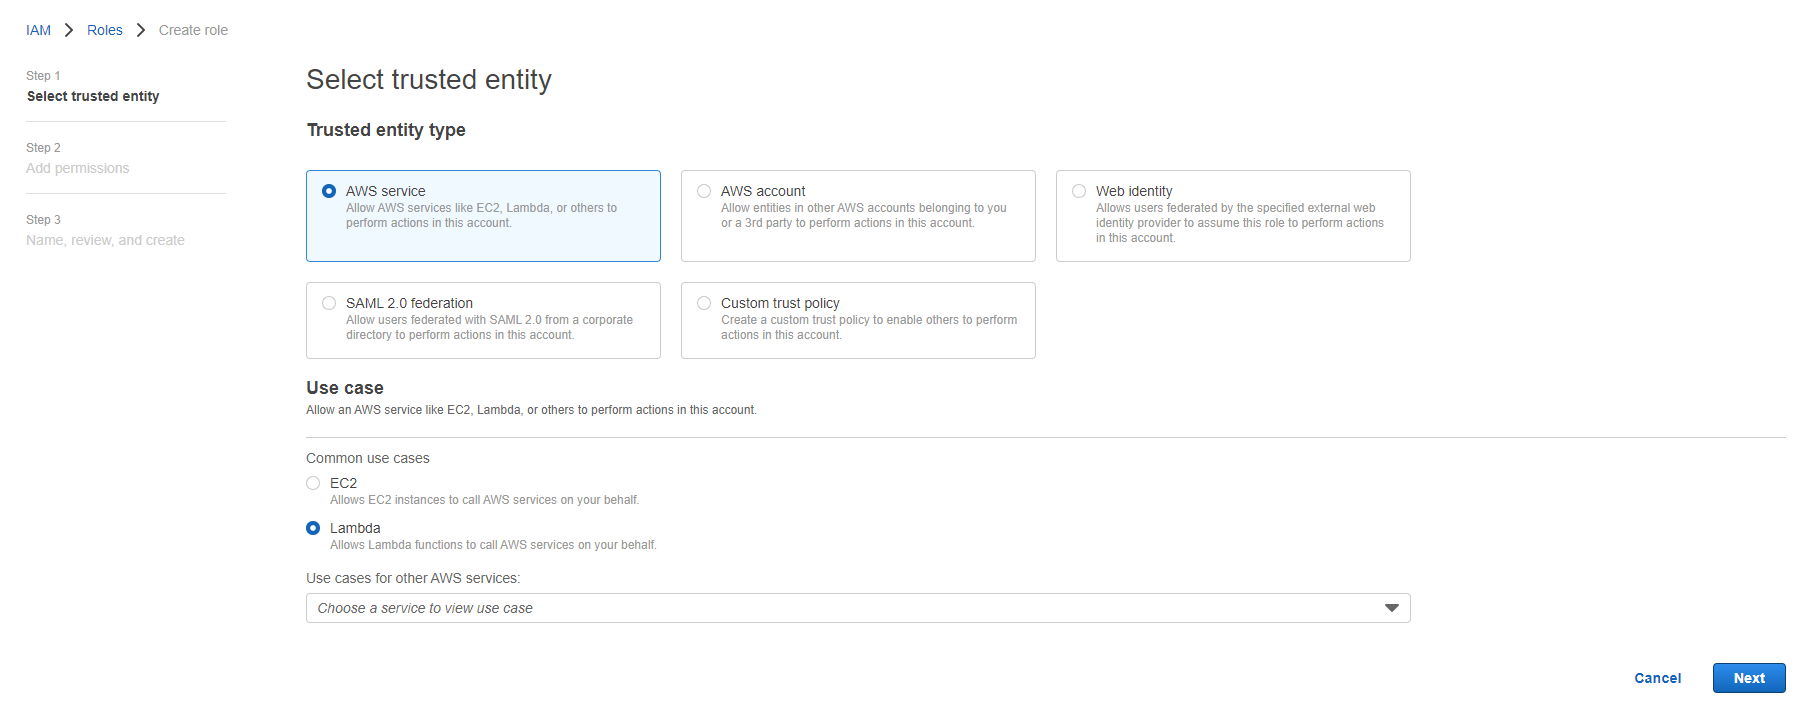 IAM Roles Create role
Step 1
Select trusted entity
Step 2
Add permissions
Step 3
Name, review, and create
Select trusted entity
Trusted entity type
AWS service
Allow AWS services like EC2, Lambda, or others to
perform actions in this account.
AWS account
Allow entities in other AWS accounts belonging to you
or a 3rd party to perform actions in this account.
Web identity
Allows users federated by the specified external web
identity provider to assume this role to perform actions
in this account.
SAML 2.0 federation
Allow users federated with SAML 2.0 from a corporate
directory to perform actions in this account.
Custom trust policy
Create a custom trust policy to enable others to perform
actions in this account.
Use case
Allow an AWS service like EC2, Lambda, or others to perform actions in this account.
Common use cases
EC2
Allows EC2 instances to call AWS services on your behalf.
Lambda
Allows Lambda functions to call AWS services on your behalf.
Use cases for other AWS services:
Choose a service to view use case
Cancel
Next